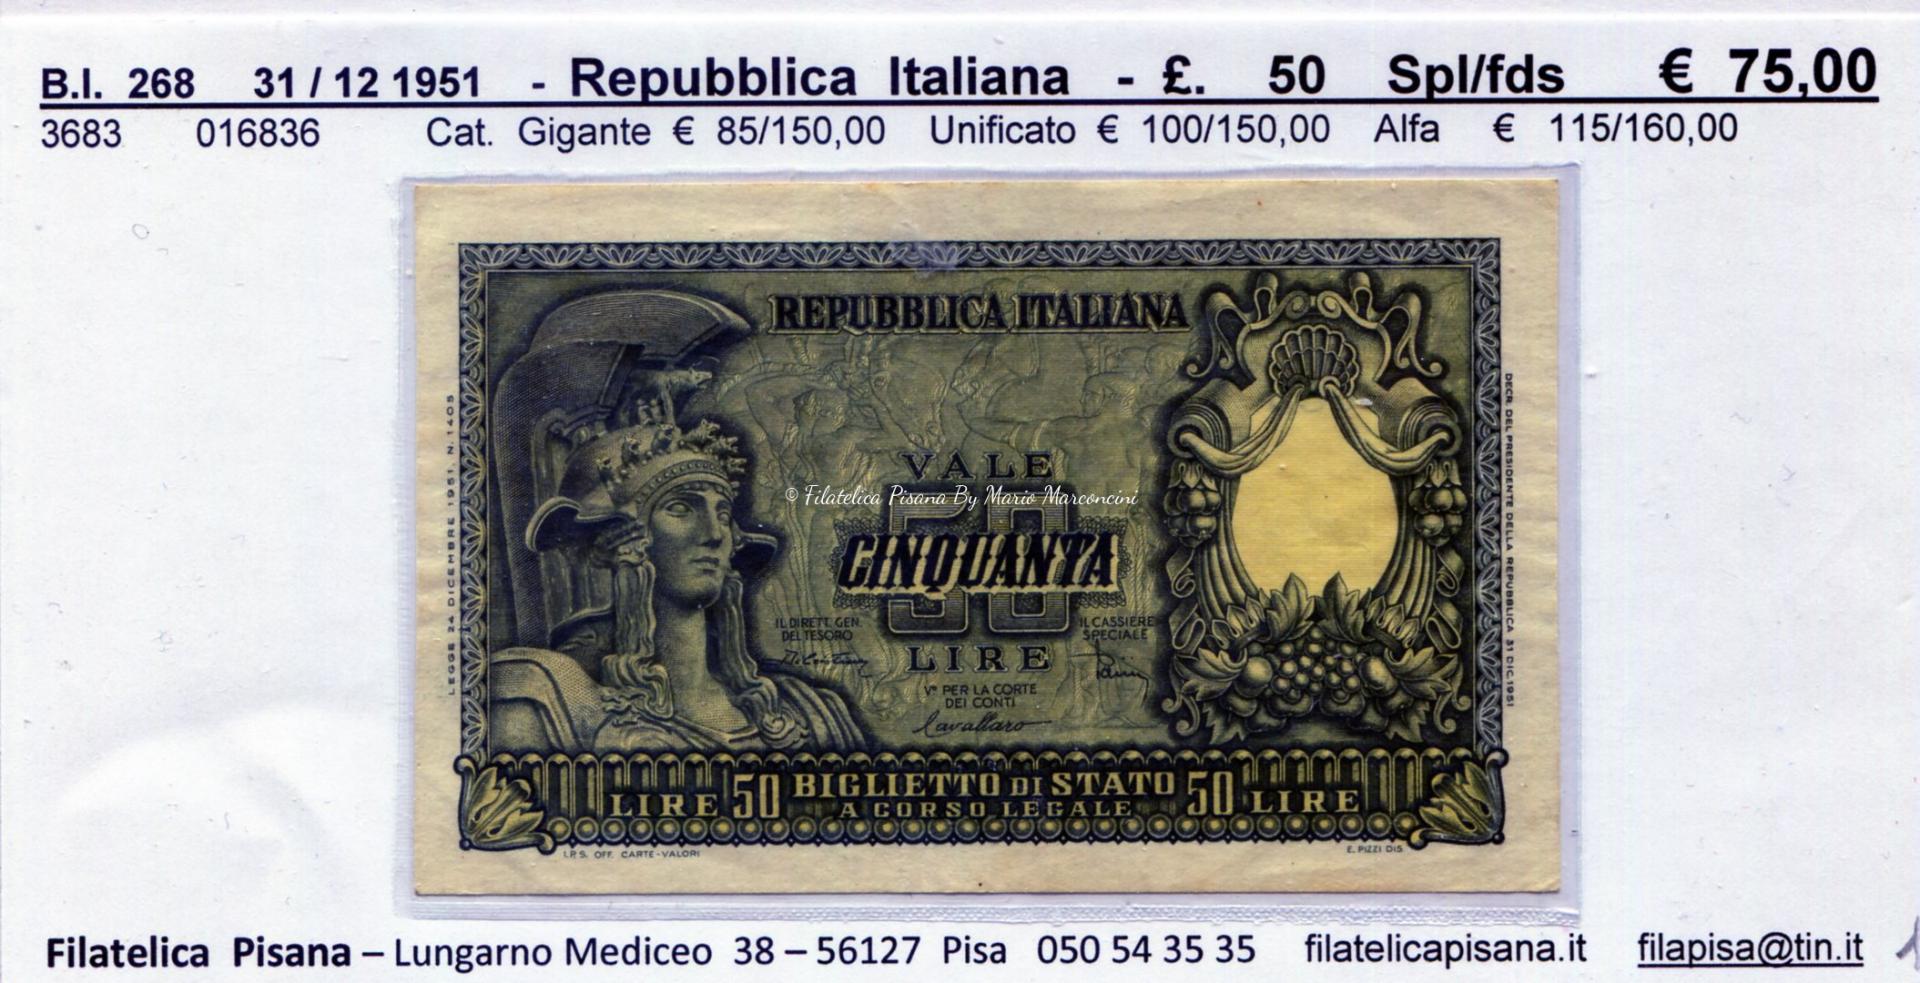 B.I. 268 31 / 12 1951 - Repubblica Italiana - £. 50 Spl/fds € 75,00
3683 016836 Cat. Gigante € 85/150,00 Unificato € 100/150,00 Alfa € 115/160,00
REPUBBLICA ITALIANA
LEGGE 24 DICEMBRE 1951, N. 1405
DECR. DEL PRESIDENTE DELLA REPUBBLICA 31 DIC. 1951
VALE
© Filatelica Pisana By Mario Marconcini
50
CINQUANTA
IL DIRETT. GEN.
DEL TESORO
IL CASSIERE
SPECIALE
LIRE
Vº PER LA CORTE
DEI CONTI
Cavallaro
LIRE 50 BIGLIETTO DI STATO 50 LIRE
A CORSO LEGALE
I.P.S. OFF. CARTE-VALORI
E. PIZZI DIS.
Filatelica Pisana – Lungarno Mediceo 38 – 56127 Pisa 050 54 35 35 filatelicapisana.it filapisa@tin.it